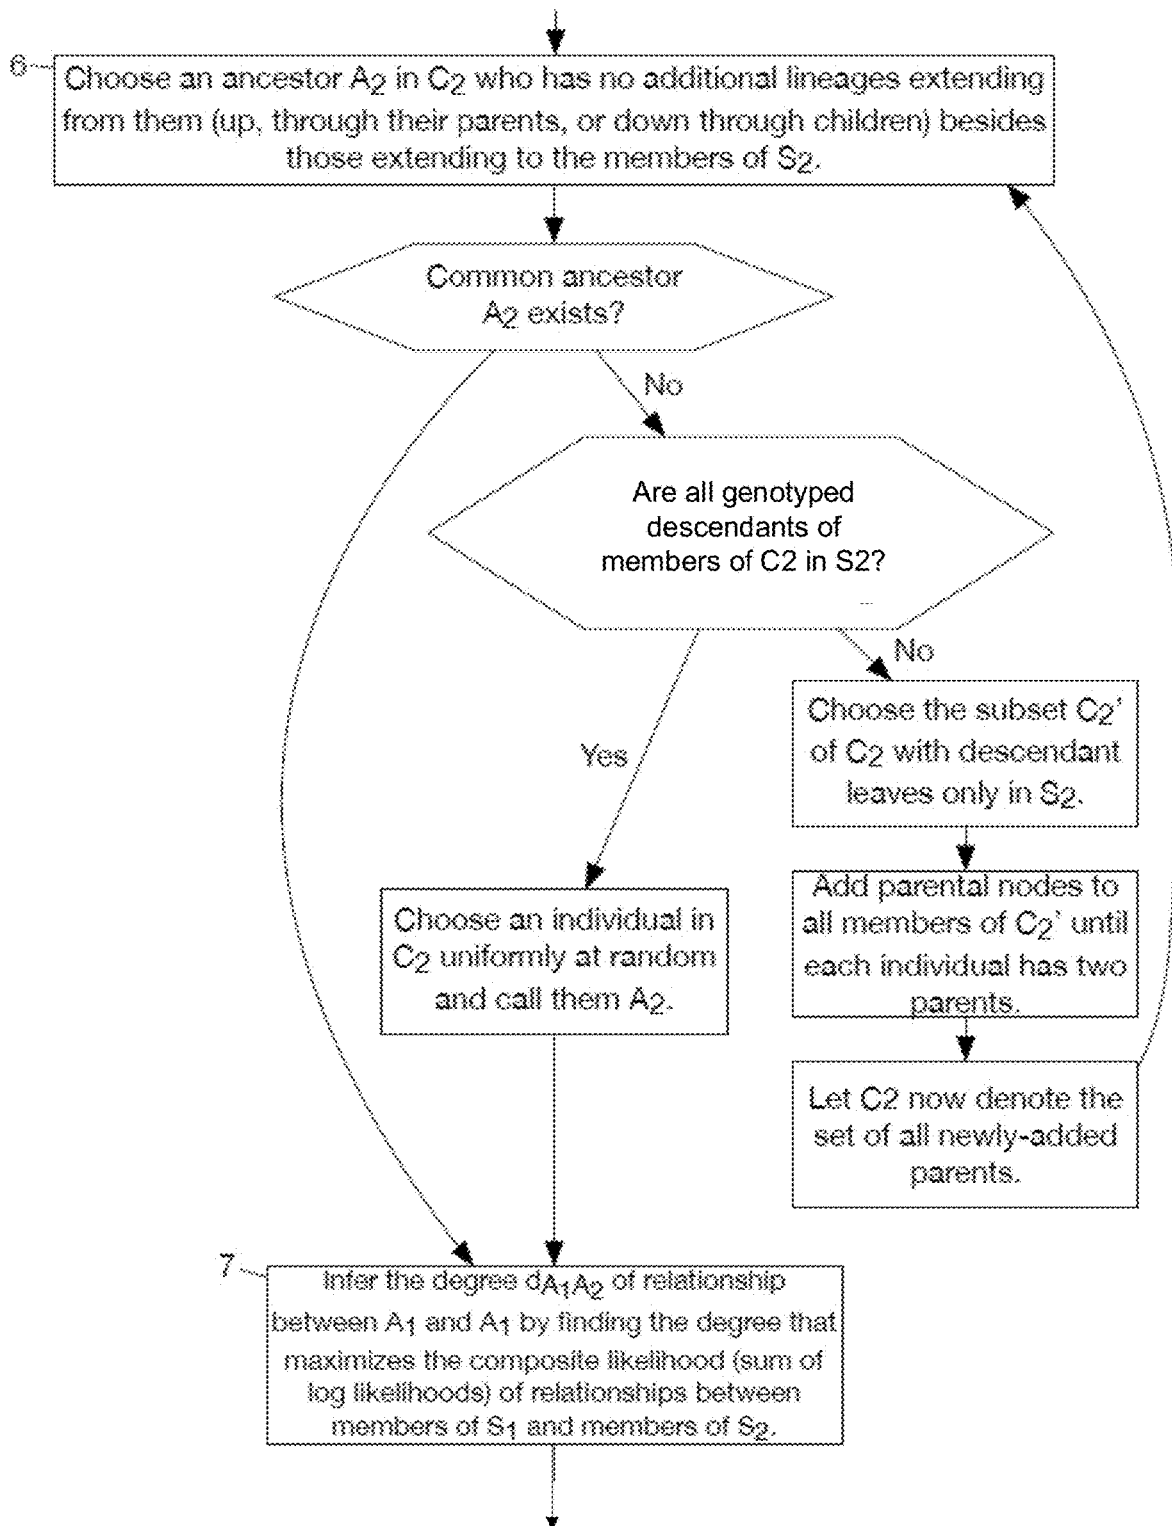 6
Choose an ancestor A2 in C2 who has no additional lineages extending
from them (up, through their parents, or down through children) besides
those extending to the members of S2.
Common ancestor
A2 exists?
No
Are all genotyped
descendants of
members of C2 in S2?
No
Choose the subset C2'
of C2 with descendant
leaves only in S2.
Yes
Add parental nodes to
all members of C2' until
each individual has two
parents.
Choose an individual in
C2 uniformly at random
and call them A2.
Let C2 now denote the
set of all newly-added
parents.
7
Infer the degree dA1A2 of relationship
between A1 and A1 by finding the degree that
maximizes the composite likelihood (sum of
log likelihoods) of relationships between
members of S1 and members of S2.